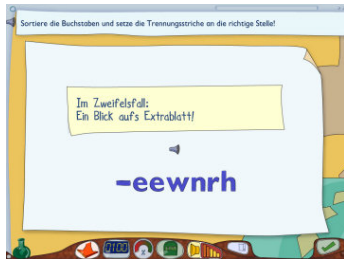 Sortiere die Buchstaben und setze die Trennungsstriche an die richtige Stelle!
Im Zweifelsfall:
Ein Blick aufs Extrablatt!
-eewnrh